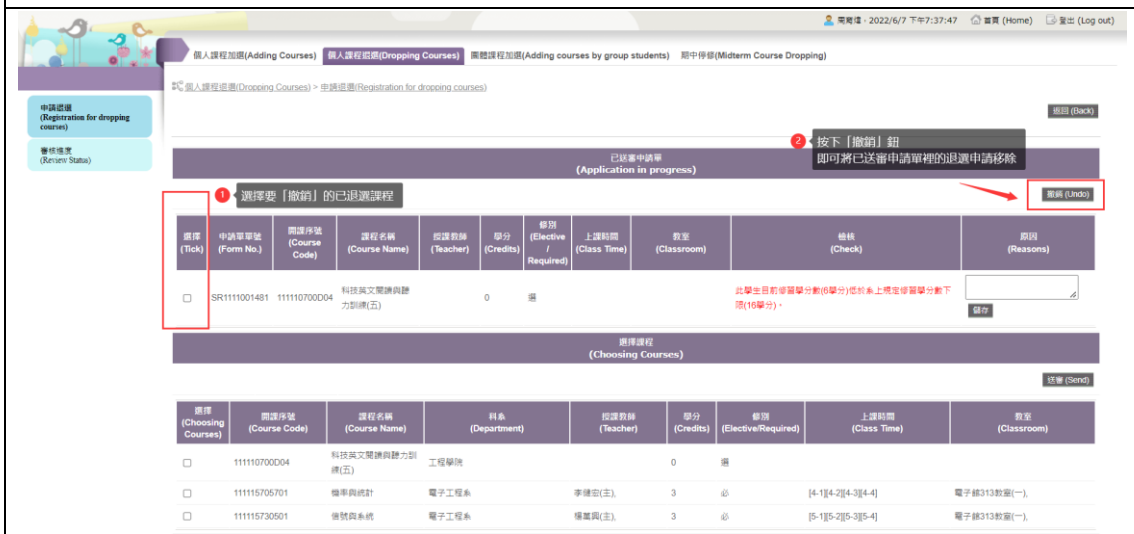 2022/6/7 下午7:37:47 首頁 (Home) 登出 (Log out)
個人課程加選(Adding Courses) 個人課程退選(Dropping Courses) 團體課程加選(Adding courses by group students) 期中停修(Midterm Course Dropping)
個人課程退選(Dropping Courses) > 申請退選(Registration for dropping courses)
申請退選
(Registration for dropping
courses)
審核進度
(Review Status)
返回 (Back)
2 按下「撤銷」鈕
即可將已送審申請單裡的退選申請移除
已送審申請單
(Application in progress)
1 選擇要「撤銷」的已退選課程
撤銷 (Undo)
選擇
(Tick)
申請單單號
(Form No.)
開課序號
(Course
Code)
課程名稱
(Course Name)
授課教師
(Teacher)
學分
(Credits)
修別
(Elective
/
Required)
上課時間
(Class Time)
教室
(Classroom)
檢核
(Check)
原因
(Reasons)
SR1111001481 111110700D04 科技英文閱讀與聽
力訓練(五)
0 選
此學生目前修習學分數(6學分)低於系上規定修習學分數下
限(16學分)。
儲存
選擇課程
(Choosing Courses)
送審 (Send)
選擇
(Choosing
Courses)
開課序號
(Course Code)
課程名稱
(Course Name)
科系
(Department)
授課教師
(Teacher)
學分
(Credits)
修別
(Elective/Required)
上課時間
(Class Time)
教室
(Classroom)
111110700D04 科技英文閱讀與聽力訓
練(五)
工程學院 0 選
111115705701 機率與統計 電子工程系 李健宏(主), 3 必 [4-1][4-2][4-3][4-4] 電子館313教室(一),
111115730501 信號與系統 電子工程系 (主), 3 必 [5-1][5-2][5-3][5-4] 電子館313教室(一),